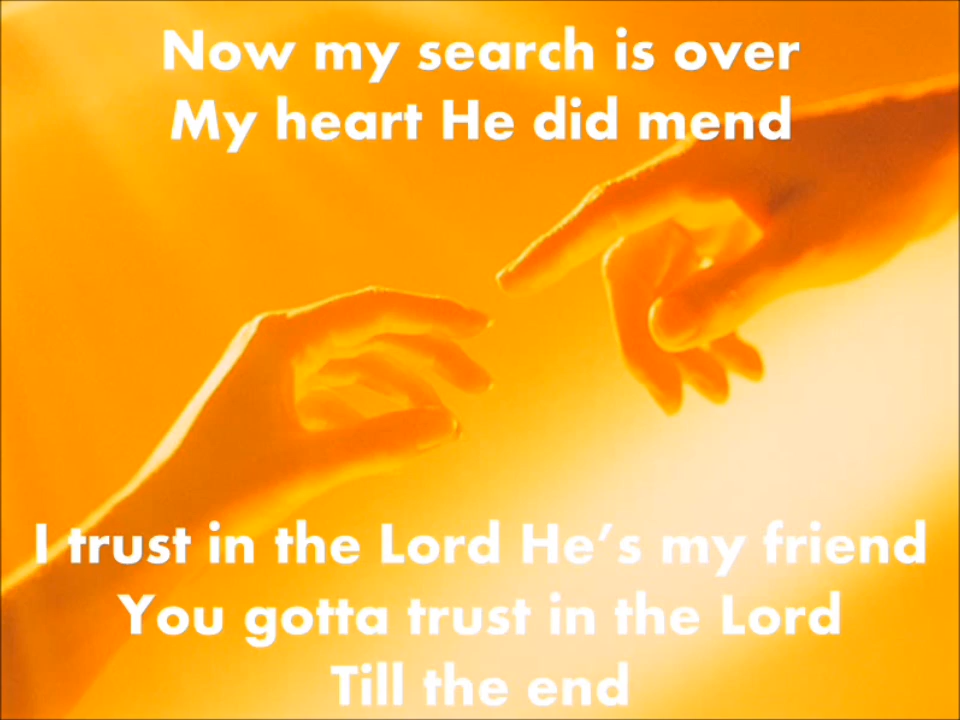 Now my search is over
My heart He did mend
I trust in the Lord He’s my friend
You gotta trust in the Lord
Till the end